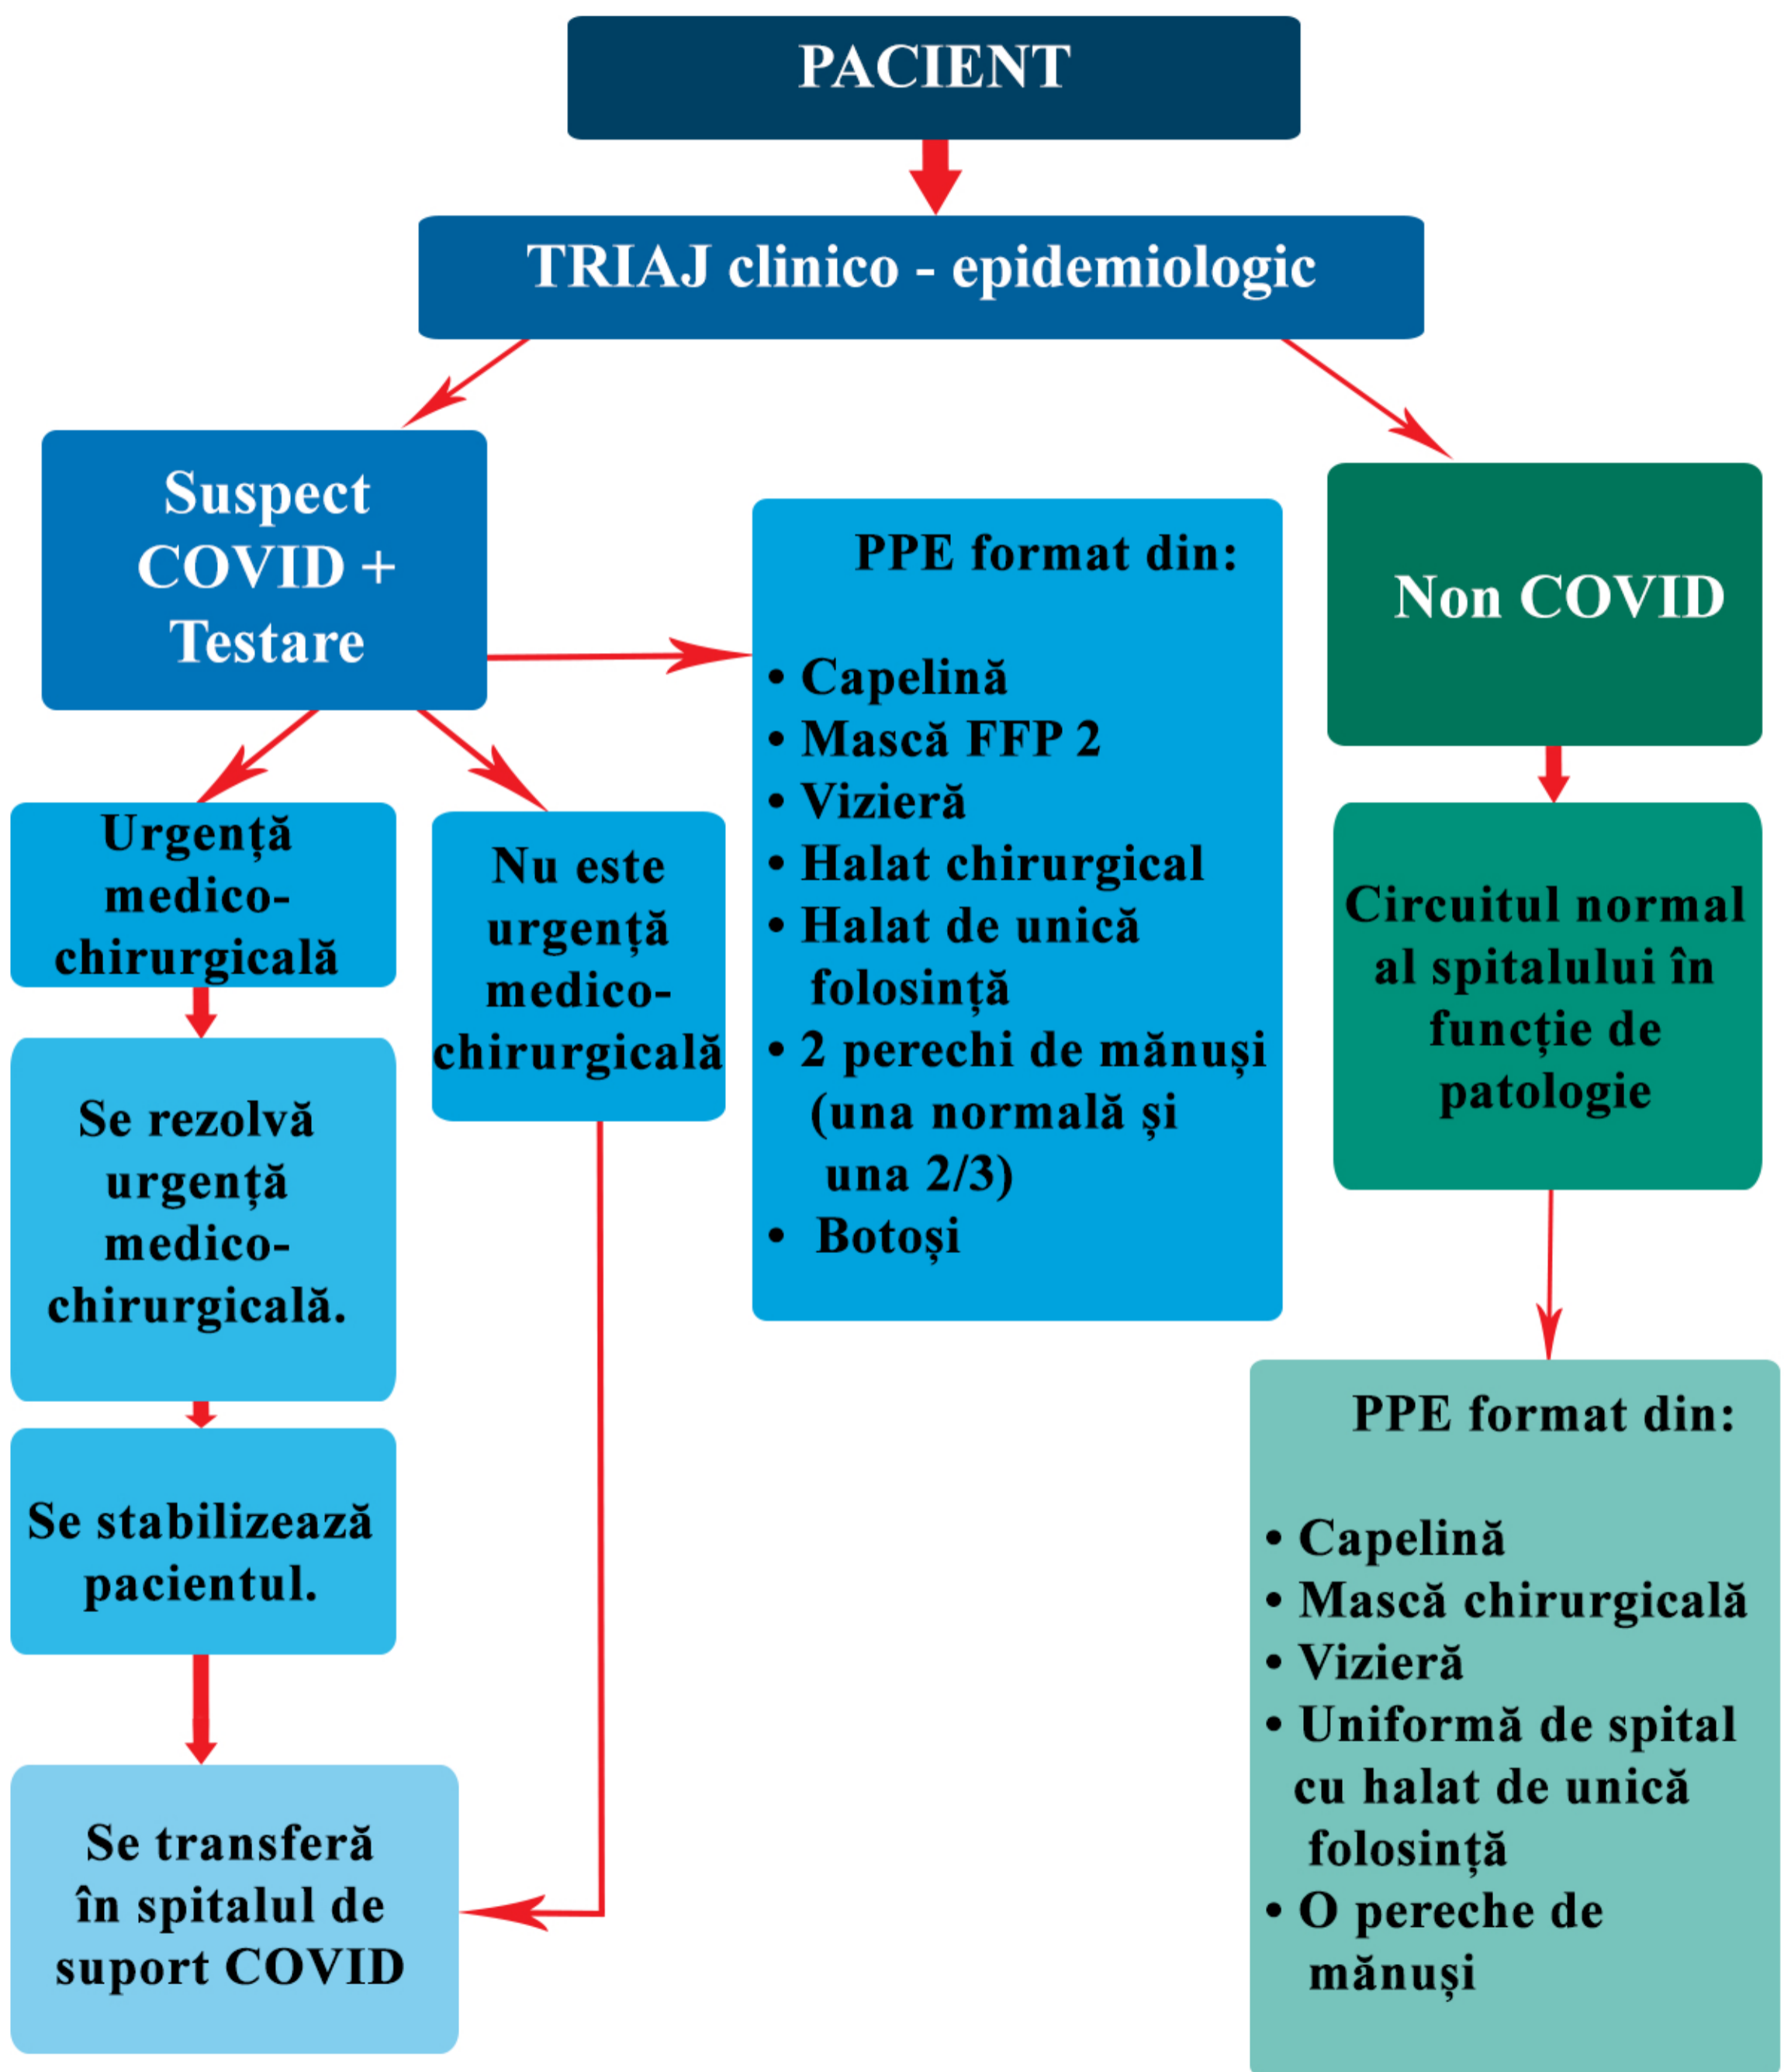 PACIENT
TRIAJ clinico - epidemiologic
Suspect
COVID +
Testare
Urgență
medico-
chirurgicală
Se rezolvă
urgență
medico-
chirurgicală.
Se stabilizează
pacientul.
Se transferă
în spitalul de
suport COVID
Nu este
urgență
medico-
chirurgicală
PPE format din:
• Capelină
• Mască FFP 2
• Vizieră
• Halat chirurgical
• Halat de unică
folosință
• 2 perechi de mănuși
(una normală și
una 2/3)
• Botoși
Non COVID
Circuitul normal
al spitalului în
funcție de
patologie
PPE format din:
• Capelină
• Mască chirurgicală
• Vizieră
• Uniformă de spital
cu halat de unică
folosință
• O pereche de
mănuși